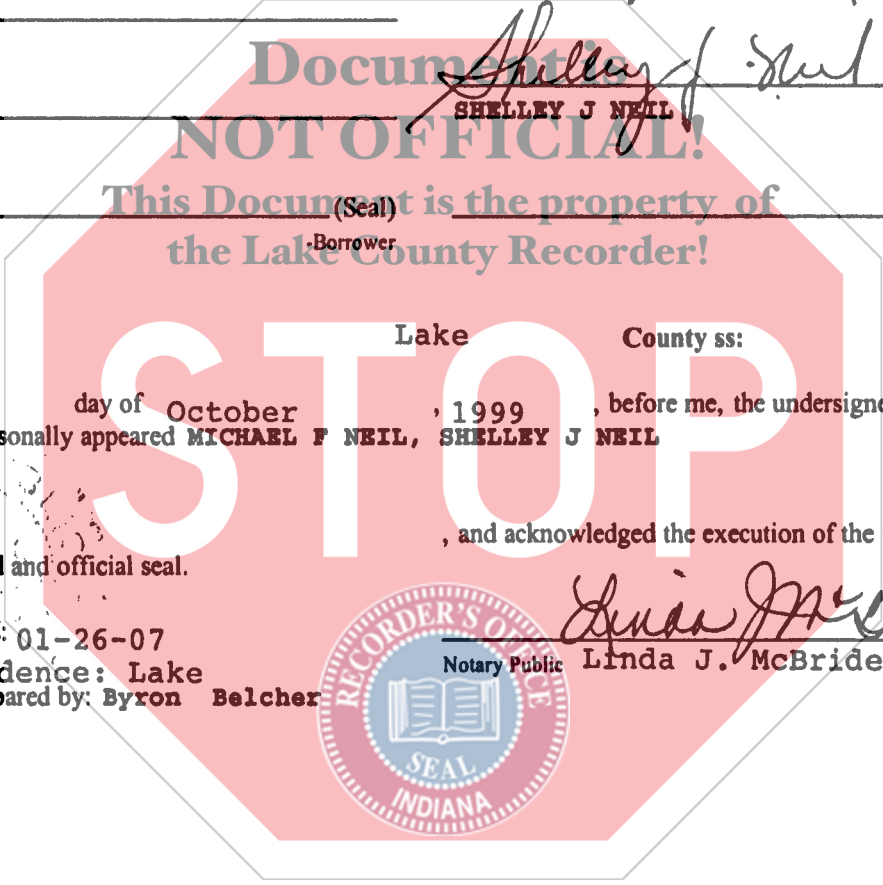 Shelley J Neil
Document is
SHELLEY J NEIL
NOT OFFICIAL!
This Document is the property of
(Seal)
-Borrower
the Lake County Recorder!
STOP
Lake County ss:
day of October , 1999 , before me, the undersigne
sonally appeared MICHAEL F NEIL, SHELLEY J NEIL
, and acknowledged the execution of the
and official seal.
Linda J Mc
: 01-26-07
Notary Public Linda J. McBride
dence: Lake
pared by: Byron Belcher
RECORDER'S OFFICE
SEAL
INDIANA